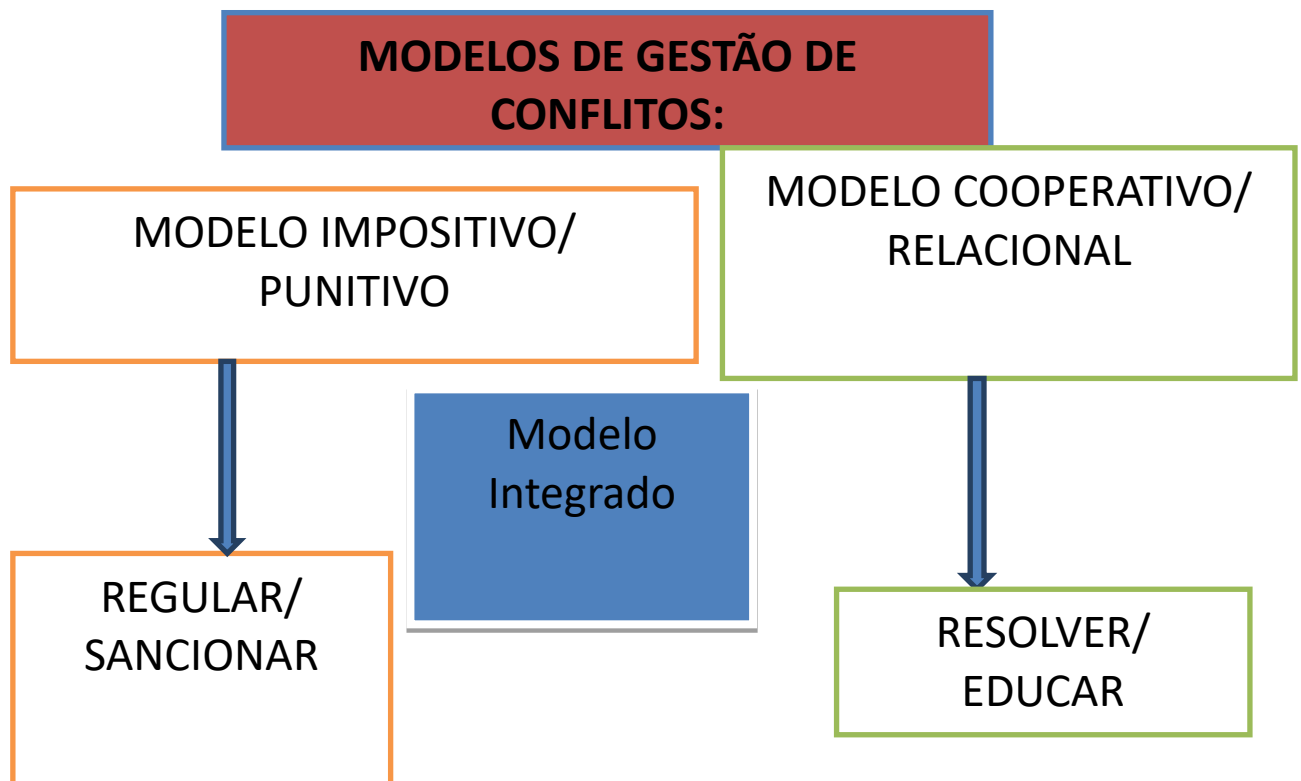 MODELOS DE GESTÃO DE
CONFLITOS:
MODELO IMPOSITIVO/
PUNITIVO
MODELO COOPERATIVO/
RELACIONAL
Modelo
Integrado
REGULAR/
SANCIONAR
RESOLVER/
EDUCAR